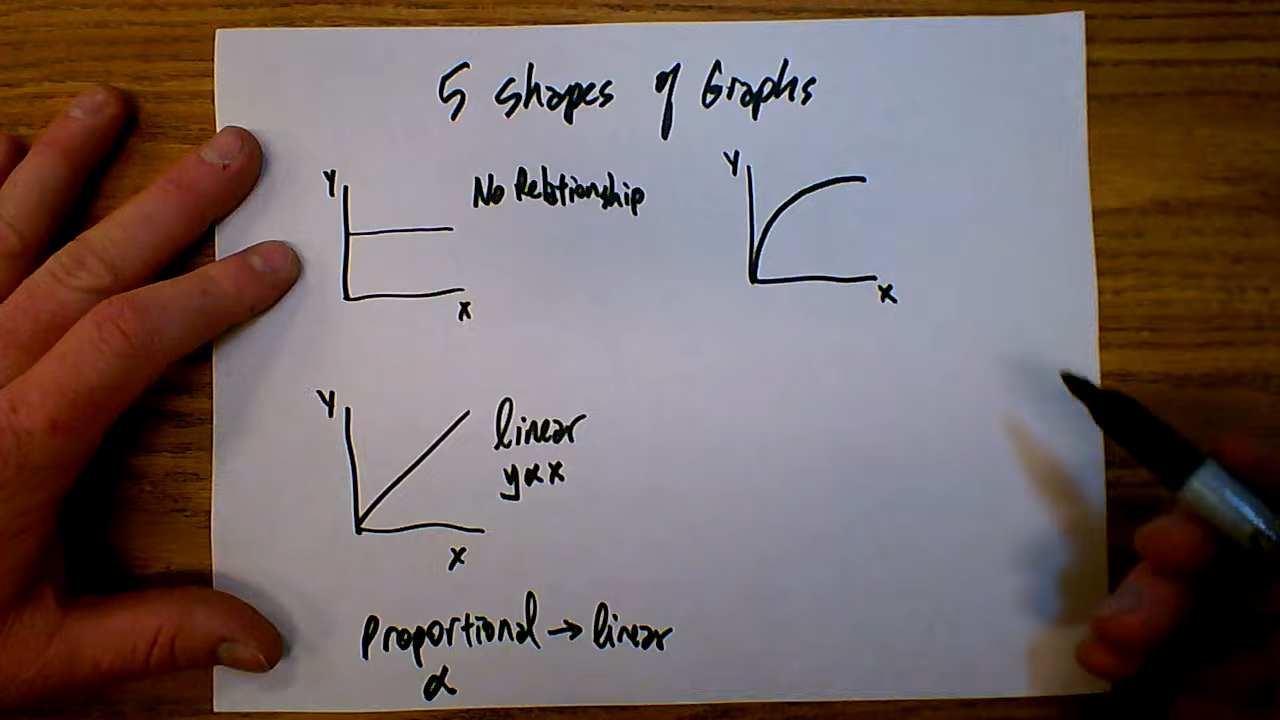 5 Shapes of Graphs
Y
No Relationship
X
Y
X
Y
linear
y α x
X
Proportional → linear
α